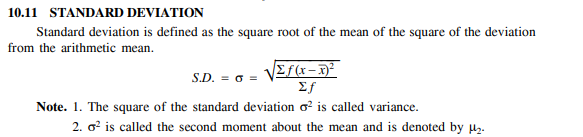 10.11 STANDARD DEVIATION
Standard deviation is defined as the square root of the mean of the square of the deviation
from the arithmetic mean.
S.D. = σ = √Σ f (x – x̅)² / Σ f
Note. 1. The square of the standard deviation σ² is called variance.
2. σ² is called the second moment about the mean and is denoted by μ₂.